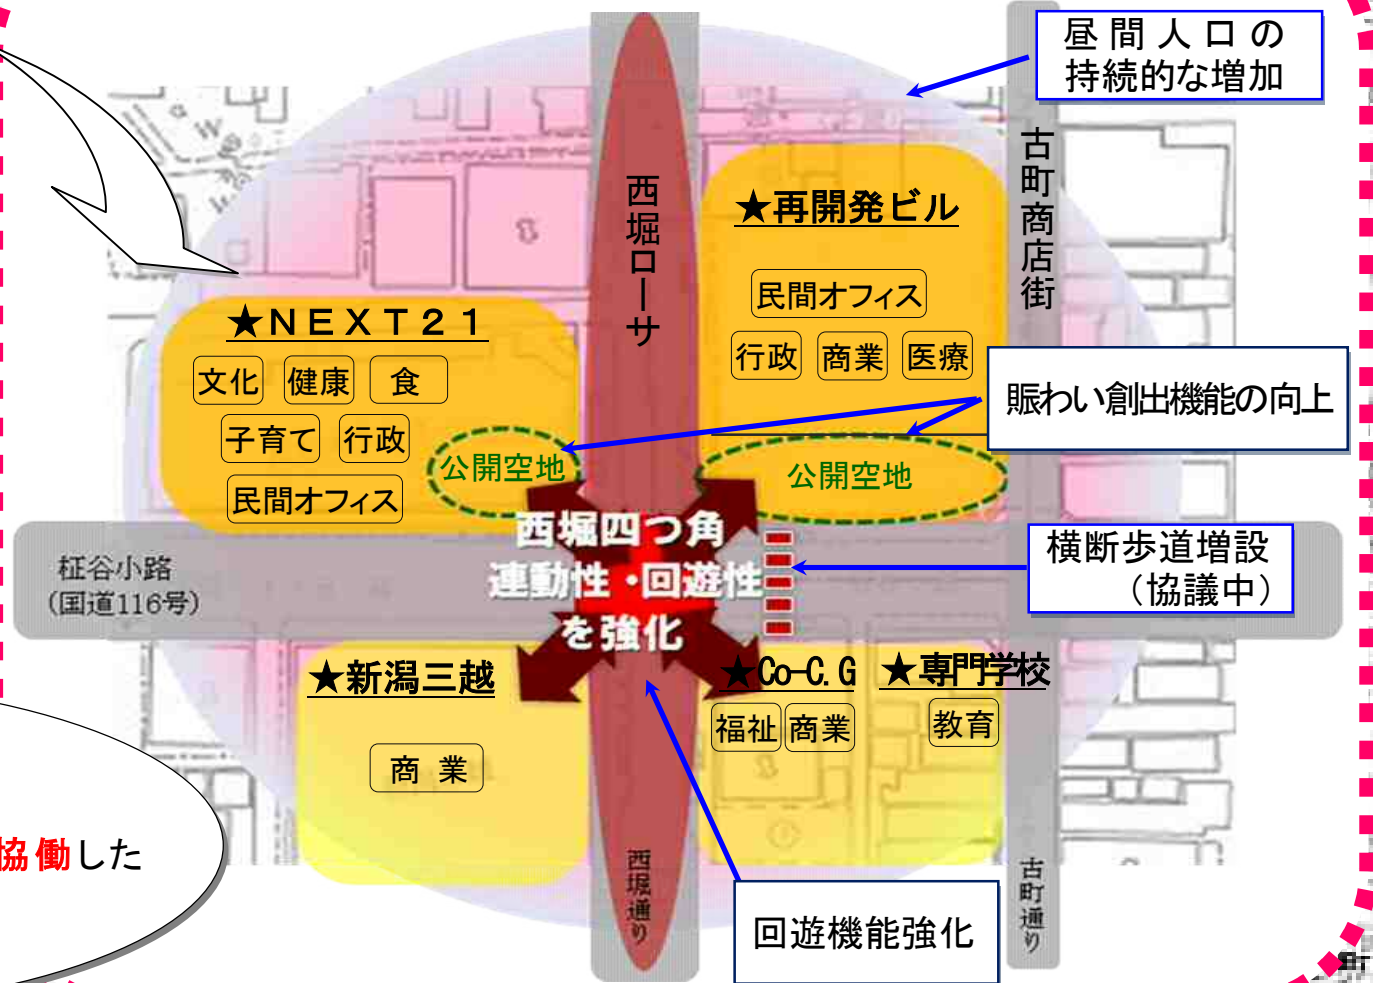 昼間人口の
持続的な増加
古町商店街
西堀ローサ
★再開発ビル
民間オフィス
行政 商業 医療
★NEXT21
文化 健康 食
子育て 行政
民間オフィス
賑わい創出機能の向上
公開空地
公開空地
西堀四つ角
連動性・回遊性
を強化
横断歩道増設
(協議中)
柾谷小路
(国道116号)
★新潟三越
商業
★Co-C.G
福祉 商業
★専門学校
教育
協働した
西堀通り
古町通り
回遊機能強化
町